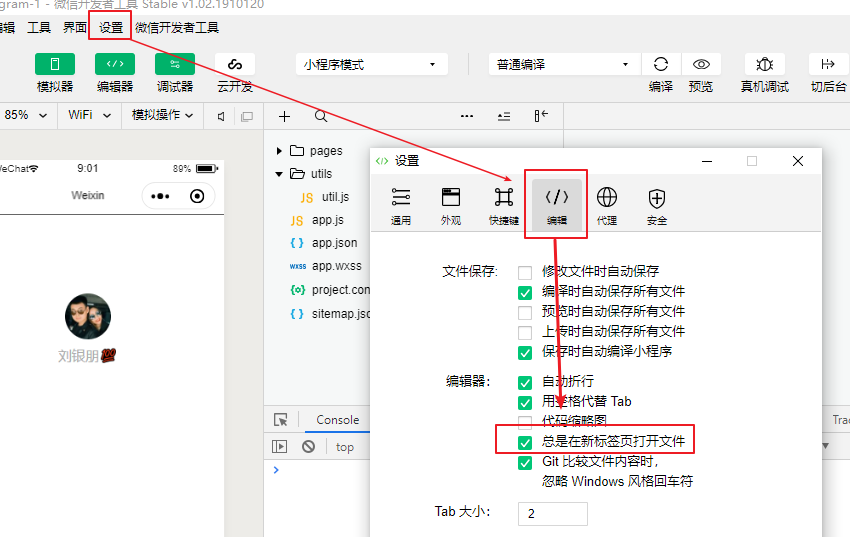 gram-1 - 微信开发者工具 Stable v1.02.1910120
编辑 工具 界面 设置 微信开发者工具
小程序模式 普通编译
模拟器 编辑器 调试器 云开发 编译 预览 真机调试 切后台
85% WiFi 模拟操作
pages
utils
JS util.js
JS app.js
{ } app.json
wxss app.wxss
{o} project.con
{ } sitemap.jsc
WeChat 9:01 89%
Weixin
刘银朋💯
Console Trac
top
设置
通用 外观 快捷键 编辑 代理 安全
文件保存: 修改文件时自动保存
编译时自动保存所有文件
预览时自动保存所有文件
上传时自动保存所有文件
保存时自动编译小程序
编辑器: 自动折行
用空格代替 Tab
代码缩略图
总是在新标签页打开文件
Git 比较文件内容时,
忽略 Windows 风格回车符
Tab 大小: 2